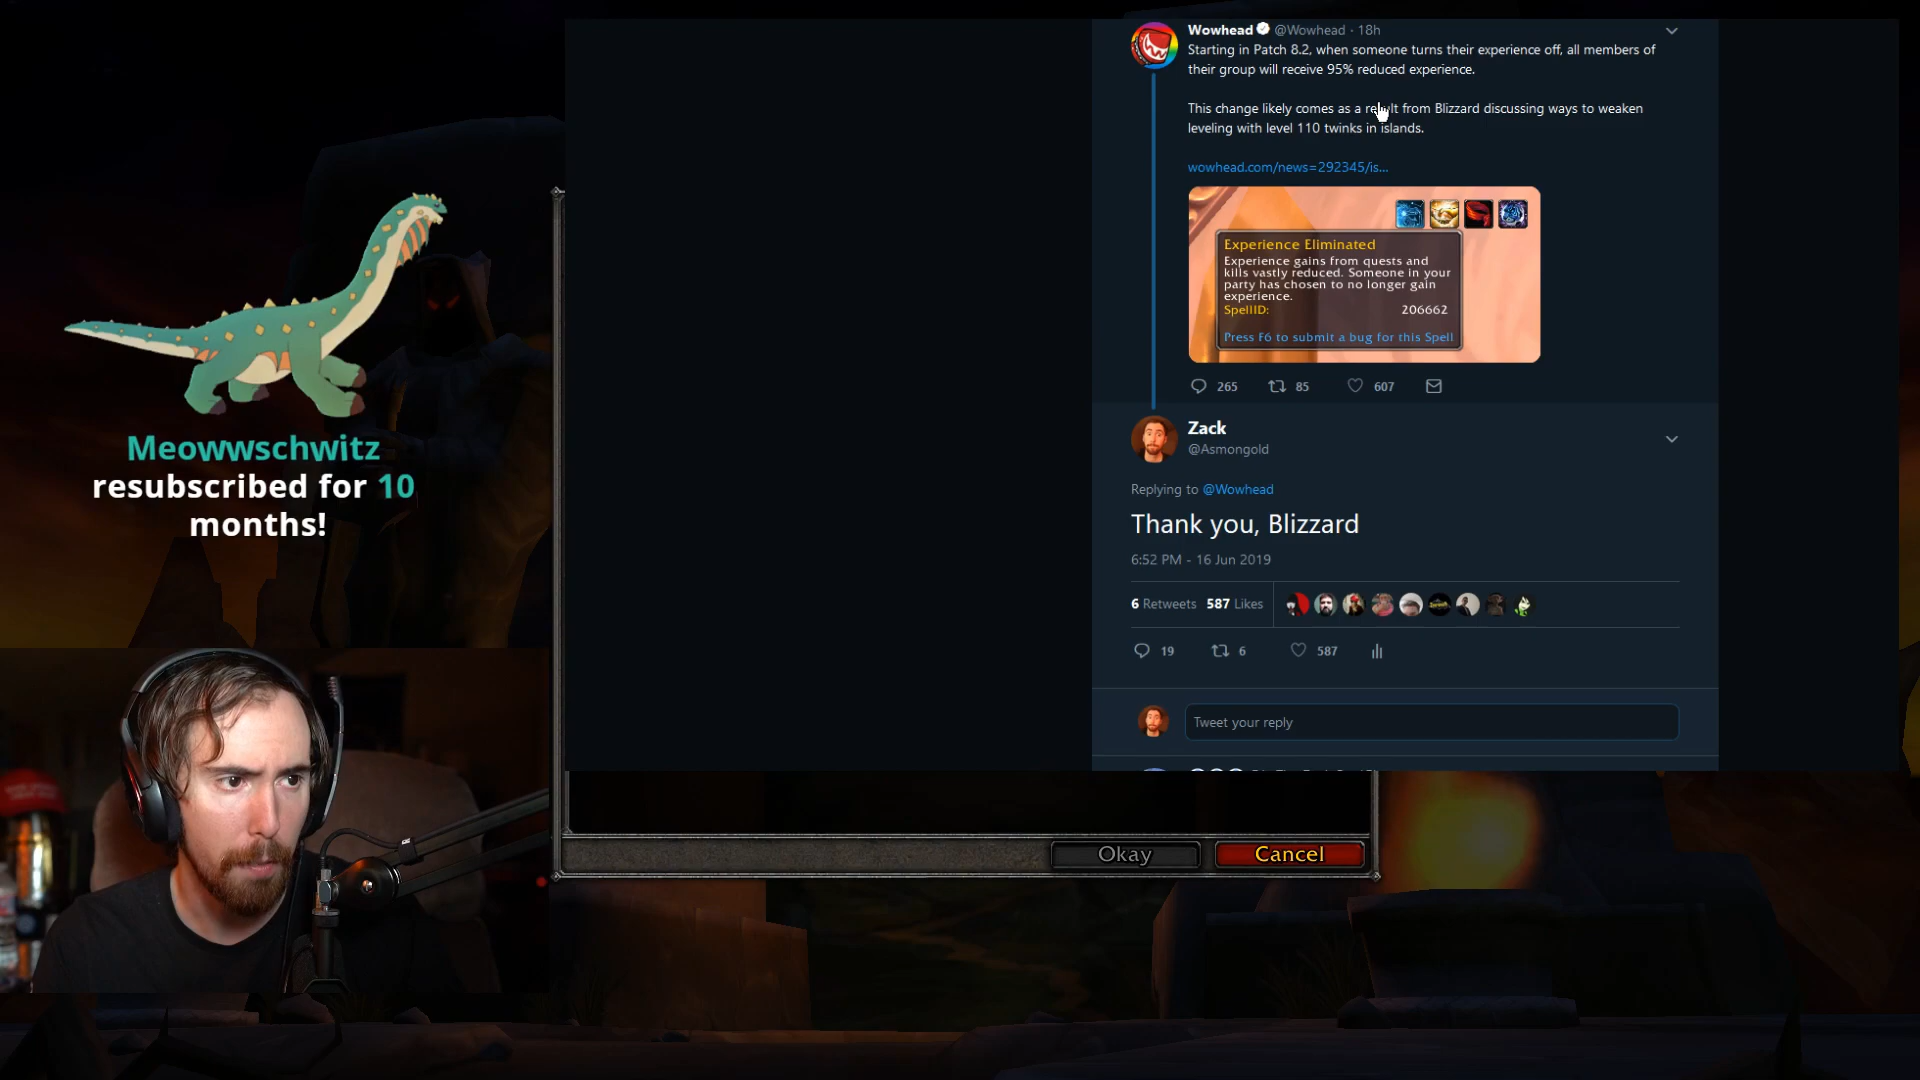 Wowhead @Wowhead · 18h
Starting in Patch 8.2, when someone turns their experience off, all members of
their group will receive 95% reduced experience.
This change likely comes as a result from Blizzard discussing ways to weaken
leveling with level 110 twinks in islands.
wowhead.com/news=292345/is...
Experience Eliminated
Experience gains from quests and
kills vastly reduced. Someone in your
party has chosen to no longer gain
experience.
SpellID: 206662
Press F6 to submit a bug for this Spell
265 85 607
Zack
@Asmongold
Replying to @Wowhead
Thank you, Blizzard
6:52 PM - 16 Jun 2019
6 Retweets 587 Likes
19 6 587
Tweet your reply
Meowwschwitz
resubscribed for 10
months!
Okay
Cancel